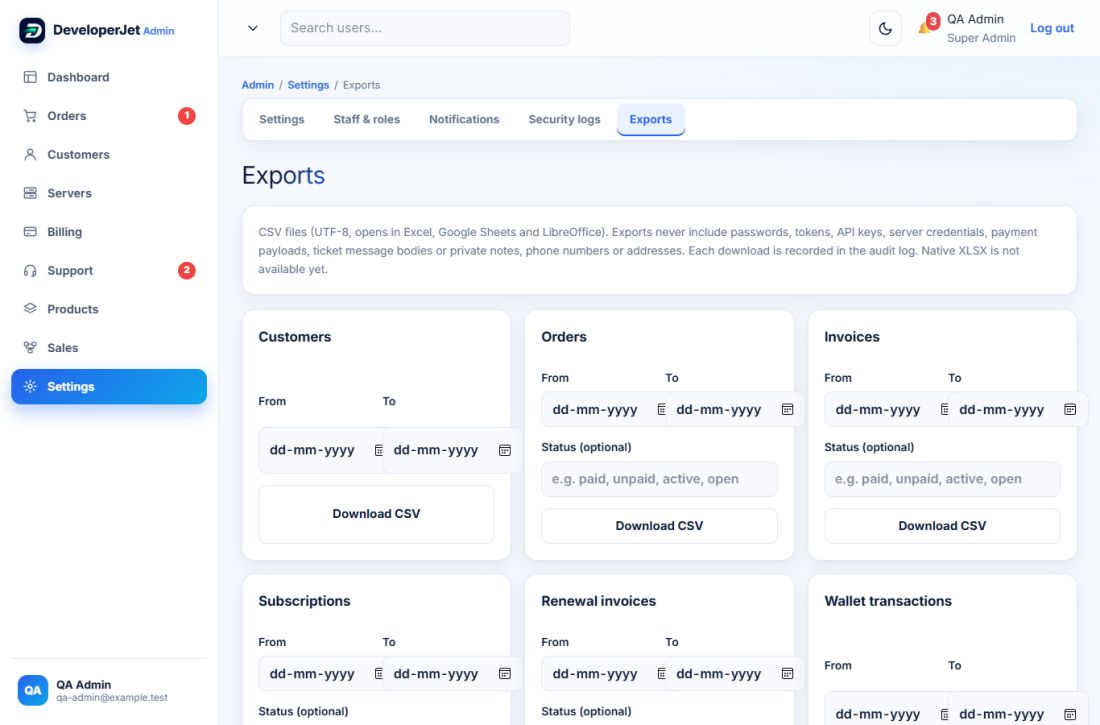 DeveloperJet Admin
Search users...
3
QA Admin
Super Admin
Log out
Dashboard
Orders 1
Customers
Servers
Billing
Support 2
Products
Sales
Settings
QA
QA Admin
qa-admin@example.test
Admin / Settings / Exports
Settings Staff & roles Notifications Security logs Exports
Exports
CSV files (UTF-8, opens in Excel, Google Sheets and LibreOffice). Exports never include passwords, tokens, API keys, server credentials, payment
payloads, ticket message bodies or private notes, phone numbers or addresses. Each download is recorded in the audit log. Native XLSX is not
available yet.
Customers
From To
dd-mm-yyyy dd-mm-yyyy
Download CSV
Orders
From To
dd-mm-yyyy dd-mm-yyyy
Status (optional)
e.g. paid, unpaid, active, open
Download CSV
Invoices
From To
dd-mm-yyyy dd-mm-yyyy
Status (optional)
e.g. paid, unpaid, active, open
Download CSV
Subscriptions
From To
dd-mm-yyyy dd-mm-yyyy
Status (optional)
Renewal invoices
From To
dd-mm-yyyy dd-mm-yyyy
Status (optional)
Wallet transactions
From To
dd-mm-yyyy dd-mm-yyyy